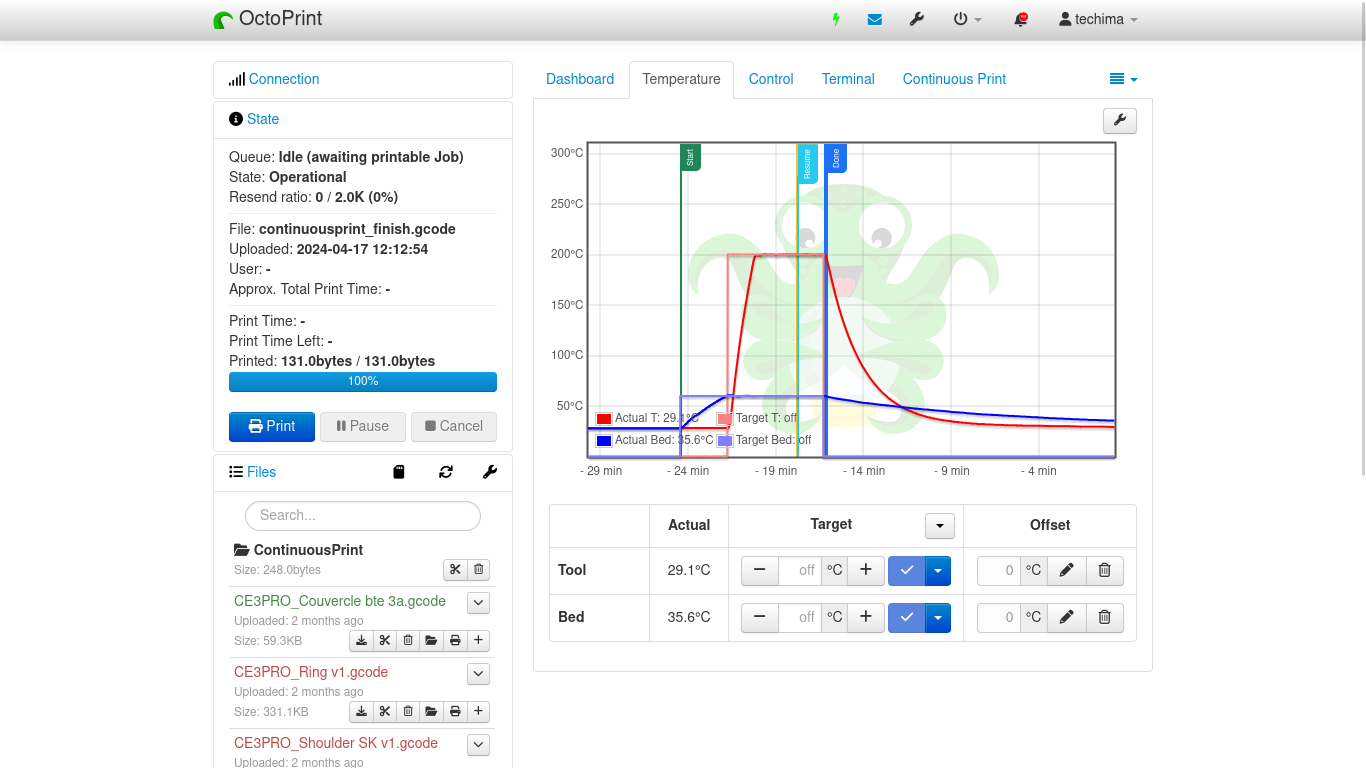 OctoPrint
techima
Connection
State
Queue: Idle (awaiting printable Job)
State: Operational
Resend ratio: 0 / 2.0K (0%)
File: continuousprint_finish.gcode
Uploaded: 2024-04-17 12:12:54
User: -
Approx. Total Print Time: -
Print Time: -
Print Time Left: -
Printed: 131.0bytes / 131.0bytes
100%
Print Pause Cancel
Files
Search...
ContinuousPrint
Size: 248.0bytes
CE3PRO_Couvercle bte 3a.gcode
Uploaded: 2 months ago
Size: 59.3KB
CE3PRO_Ring v1.gcode
Uploaded: 2 months ago
Size: 331.1KB
CE3PRO_Shoulder SK v1.gcode
Uploaded: 2 months ago
Dashboard Temperature Control Terminal Continuous Print
300°C
250°C
200°C
150°C
100°C
50°C
Start
Resume
Done
Actual T: 29.1°C Target T: off
Actual Bed: 35.6°C Target Bed: off
- 29 min - 24 min - 19 min - 14 min - 9 min - 4 min
Actual Target Offset
Tool 29.1°C off °C 0 °C
Bed 35.6°C off °C 0 °C